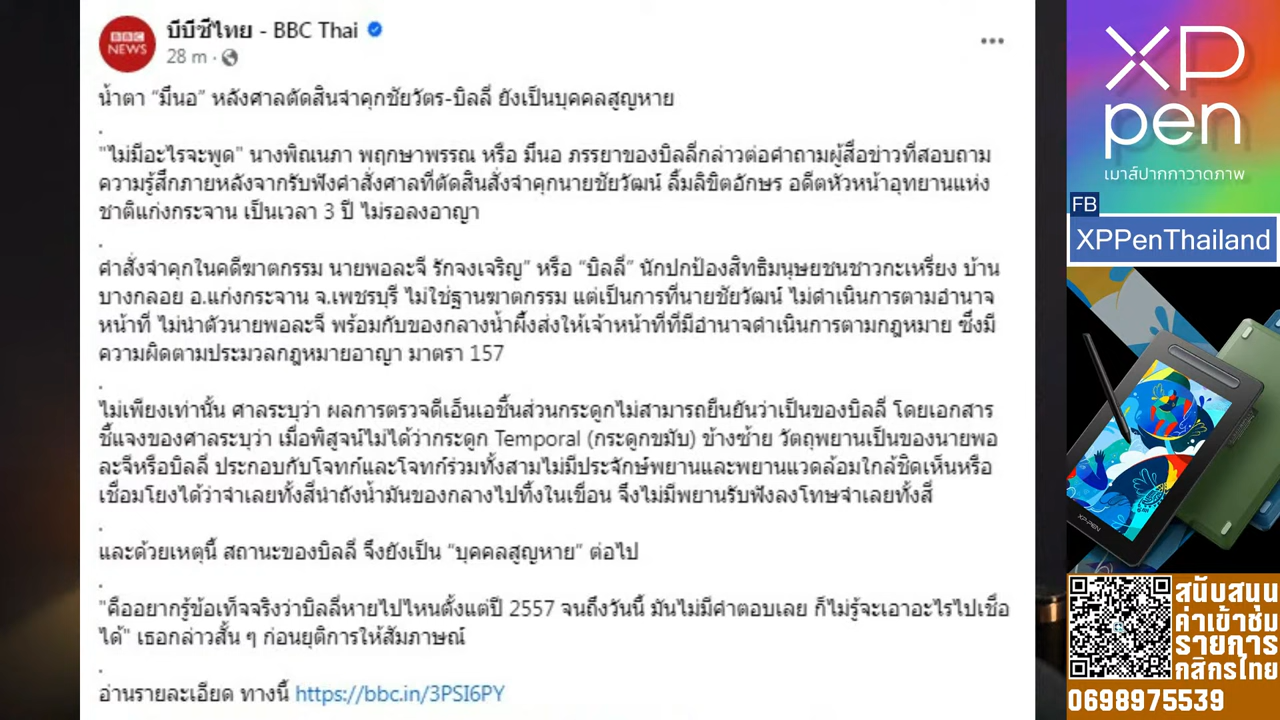 บีบีซีไทย - BBC Thai
BBC
NEWS
28 m ·
น้ำตา “มึนอ” หลังศาลตัดสินจำคุกชัยวัตร-บิลลี่ ยังเป็นบุคคลสูญหาย
.
"ไม่มีอะไรจะพูด" นางพิณนภา พฤกษาพรรณ หรือ มึนอ ภรรยาของบิลลี่กล่าวต่อคำถามผู้สื่อข่าวที่สอบถาม
ความรู้สึกภายหลังจากรับฟังคำสั่งศาลที่ตัดสินสั่งจำคุกนายชัยวัฒน์ ลิ้มลิขิตอักษร อดีตหัวหน้าอุทยานแห่ง
ชาติแก่งกระจาน เป็นเวลา 3 ปี ไม่รอลงอาญา
.
คำสั่งจำคุกในคดีฆาตกรรม นายพอละจี รักจงเจริญ” หรือ “บิลลี่” นักปกป้องสิทธิมนุษยชนชาวกะเหรี่ยง บ้าน
บางกลอย อ.แก่งกระจาน จ.เพชรบุรี ไม่ใช่ฐานฆาตกรรม แต่เป็นการที่นายชัยวัฒน์ ไม่ดำเนินการตามอำนาจ
หน้าที่ ไม่นำตัวนายพอละจี พร้อมกับของกลางน้ำผึ้งส่งให้เจ้าหน้าที่ที่มีอำนาจดำเนินการตามกฎหมาย ซึ่งมี
ความผิดตามประมวลกฎหมายอาญา มาตรา 157
.
ไม่เพียงเท่านั้น ศาลระบุว่า ผลการตรวจดีเอ็นเอชิ้นส่วนกระดูกไม่สามารถยืนยันว่าเป็นของบิลลี่ โดยเอกสาร
ชี้แจงของศาลระบุว่า เมื่อพิสูจน์ไม่ได้ว่ากระดูก Temporal (กระดูกขมับ) ข้างซ้าย วัตถุพยานเป็นของนายพอ
ละจีหรือบิลลี่ ประกอบกับโจทก์และโจทก์ร่วมทั้งสามไม่มีประจักษ์พยานและพยานแวดล้อมใกล้ชิดเห็นหรือ
เชื่อมโยงได้ว่าจำเลยทั้งสี่นำถังน้ำมันของกลางไปทิ้งในเขื่อน จึงไม่มีพยานรับฟังลงโทษจำเลยทั้งสี่
.
และด้วยเหตุนี้ สถานะของบิลลี่ จึงยังเป็น “บุคคลสูญหาย” ต่อไป
.
"คืออยากรู้ข้อเท็จจริงว่าบิลลี่หายไปไหนตั้งแต่ปี 2557 จนถึงวันนี้ มันไม่มีคำตอบเลย ก็ไม่รู้จะเอาอะไรไปเชื่อ
ได้" เธอกล่าวสั้น ๆ ก่อนยุติการให้สัมภาษณ์
.
อ่านรายละเอียด ทางนี้ https://bbc.in/3PSI6PY
XP
pen
เมาส์ปากกาวาดภาพ
FB
XPPenThailand
XP-PEN
สนับสนุน
ค่าเข้าชม
รายการ
กสิกรไทย
0698975539